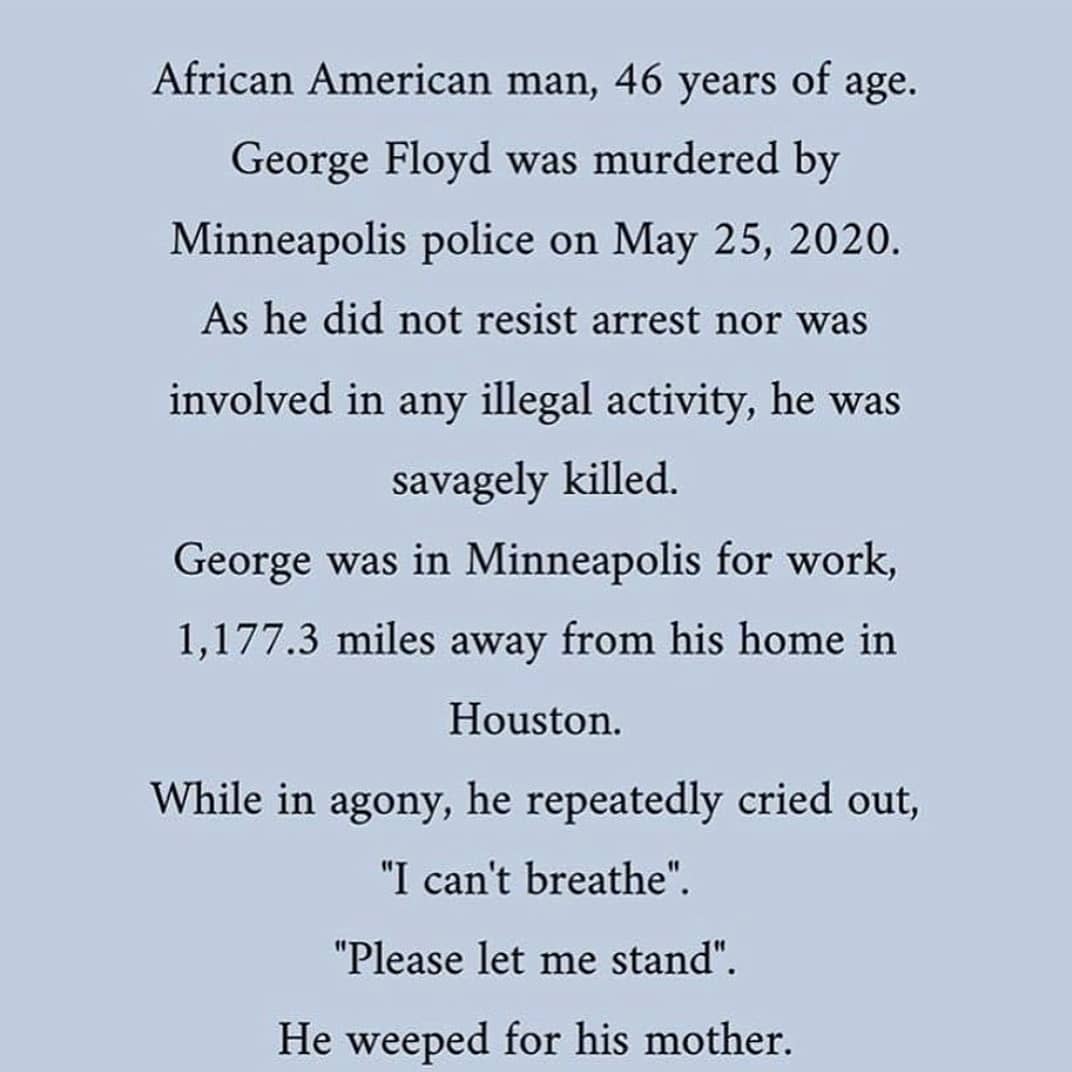 African American man, 46 years of age.
George Floyd was murdered by
Minneapolis police on May 25, 2020.
As he did not resist arrest nor was
involved in any illegal activity, he was
savagely killed.
George was in Minneapolis for work,
1,177.3 miles away from his home in
Houston.
While in agony, he repeatedly cried out,
"I can't breathe".
"Please let me stand".
He weeped for his mother.